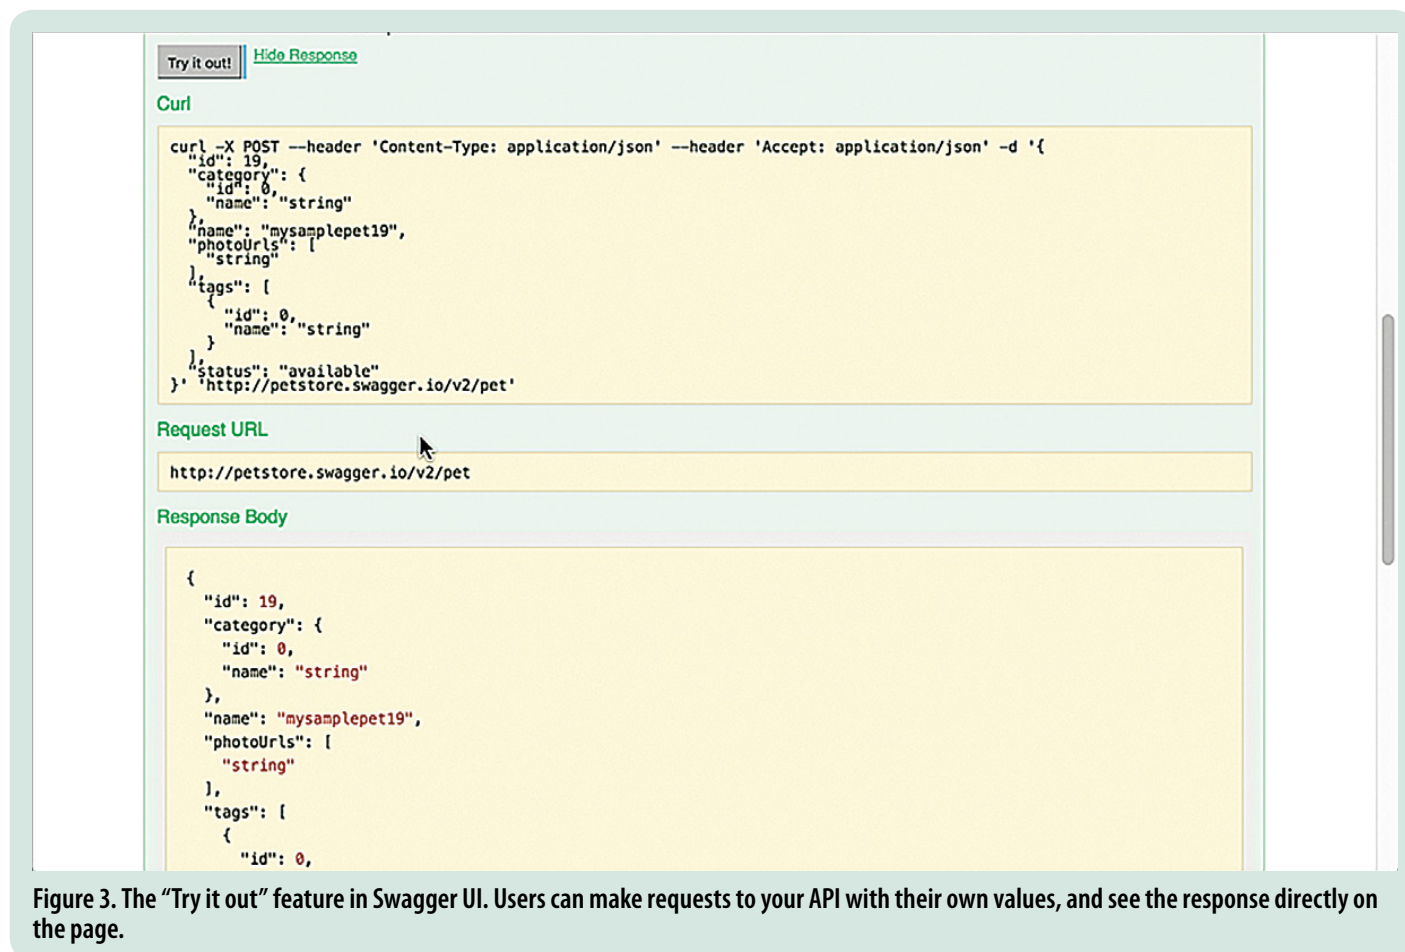 Try it out!
Hide Response
Curl
curl -X POST --header 'Content-Type: application/json' --header 'Accept: application/json' -d '{
"id": 19,
"category": {
"id": 0,
"name": "string"
},
"name": "mysamplepet19",
"photoUrls": [
"string"
],
"tags": [
{
"id": 0,
"name": "string"
}
],
"status": "available"
}' 'http://petstore.swagger.io/v2/pet'
Request URL
http://petstore.swagger.io/v2/pet
Response Body
{
"id": 19,
"category": {
"id": 0,
"name": "string"
},
"name": "mysamplepet19",
"photoUrls": [
"string"
],
"tags": [
{
"id": 0,
Figure 3. The “Try it out” feature in Swagger UI. Users can make requests to your API with their own values, and see the response directly on
the page.